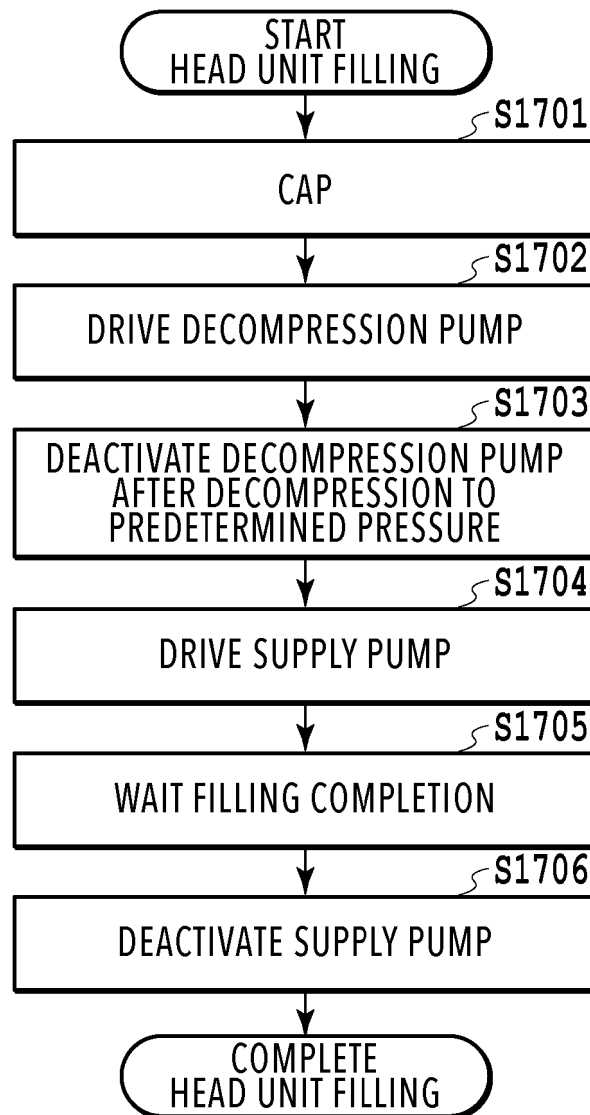 START
HEAD UNIT FILLING
S1701
CAP
S1702
DRIVE DECOMPRESSION PUMP
S1703
DEACTIVATE DECOMPRESSION PUMP
AFTER DECOMPRESSION TO
PREDETERMINED PRESSURE
S1704
DRIVE SUPPLY PUMP
S1705
WAIT FILLING COMPLETION
S1706
DEACTIVATE SUPPLY PUMP
COMPLETE
HEAD UNIT FILLING